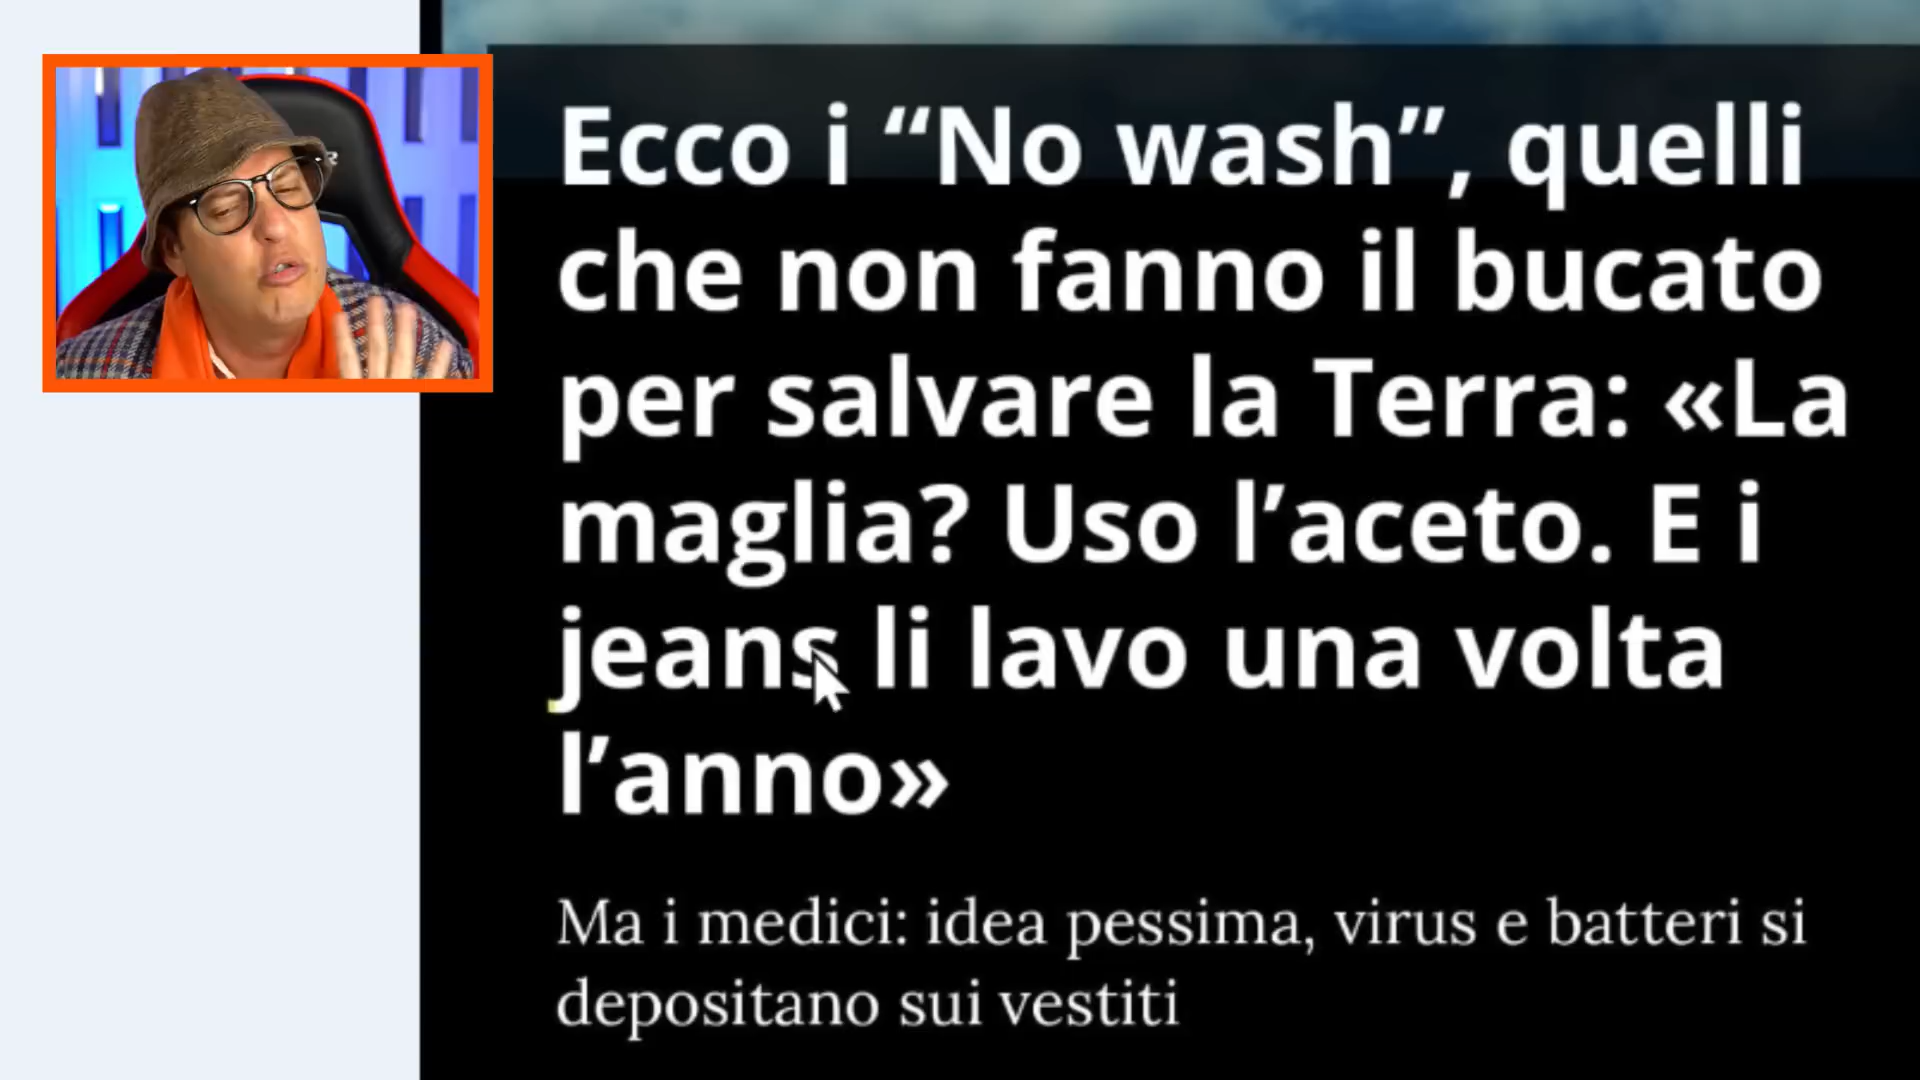 Ecco i “No wash”, quelli
che non fanno il bucato
per salvare la Terra: «La
maglia? Uso l’aceto. E i
jeans li lavo una volta
l’anno»
Ma i medici: idea pessima, virus e batteri si
depositano sui vestiti